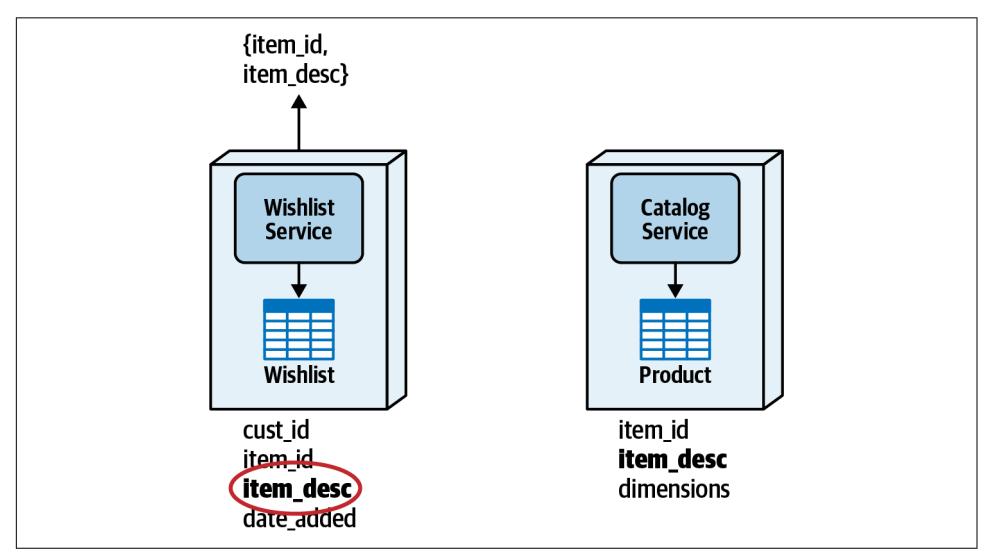 {item_id,
item_desc}
Wishlist
Service
Wishlist
cust_id
item_id
item_desc
date_added
Catalog
Service
Product
item_id
item_desc
dimensions